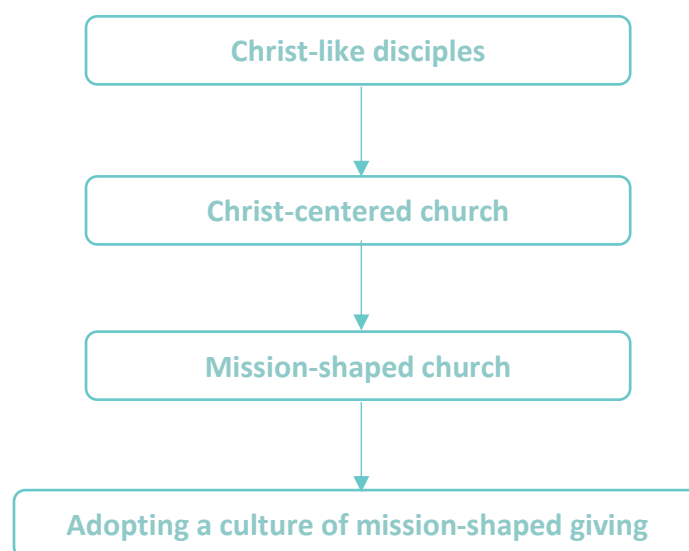 Christ-like disciples
Christ-centered church
Mission-shaped church
Adopting a culture of mission-shaped giving